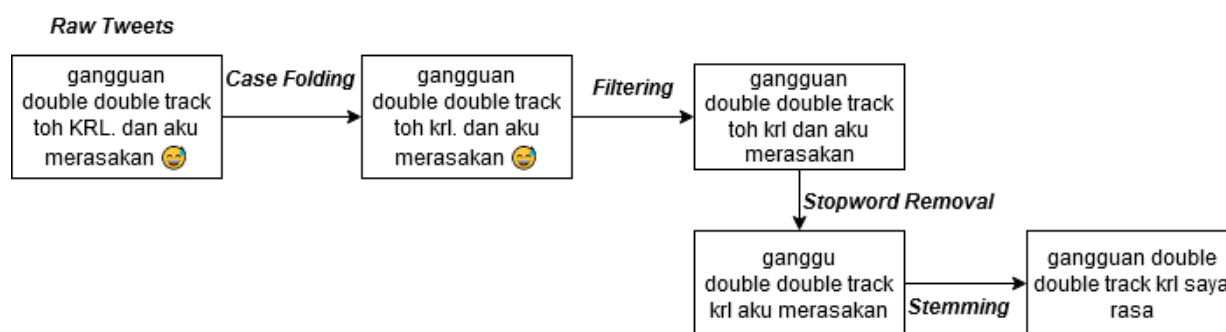 Raw Tweets
gangguan
double double track
toh KRL. dan aku
merasakan 😅
Case Folding
gangguan
double double track
toh krl. dan aku
merasakan 😅
Filtering
gangguan
double double track
toh krl dan aku
merasakan
Stopword Removal
ganggu
double double track
krl aku merasakan
Stemming
gangguan double
double track krl saya
rasa